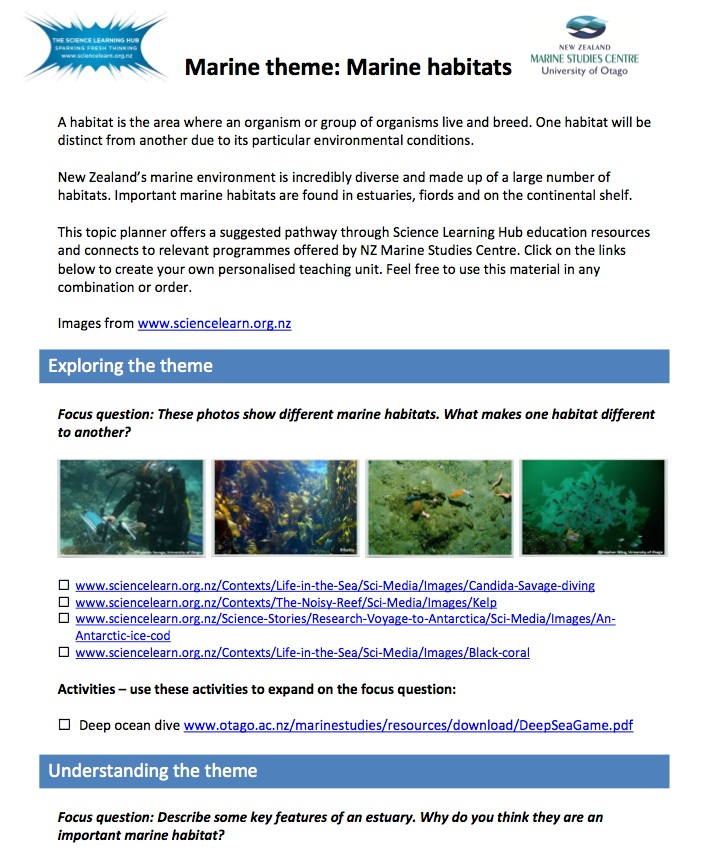 THE SCIENCE LEARNING HUB
SPARKING FRESH THINKING
www.sciencelearn.org.nz
NEW ZEALAND
MARINE STUDIES CENTRE
University of Otago
Marine theme: Marine habitats
A habitat is the area where an organism or group of organisms live and breed. One habitat will be
distinct from another due to its particular environmental conditions.
New Zealand's marine environment is incredibly diverse and made up of a large number of
habitats. Important marine habitats are found in estuaries, fiords and on the continental shelf.
This topic planner offers a suggested pathway through Science Learning Hub education resources
and connects to relevant programmes offered by NZ Marine Studies Centre. Click on the links
below to create your own personalised teaching unit. Feel free to use this material in any
combination or order.
Images from www.sciencelearn.org.nz
Exploring the theme
Focus question: These photos show different marine habitats. What makes one habitat different
to another?
www.sciencelearn.org.nz/Contexts/Life-in-the-Sea/Sci-Media/Images/Candida-Savage-diving
www.sciencelearn.org.nz/Contexts/The-Noisy-Reef/Sci-Media/Images/Kelp
www.sciencelearn.org.nz/Science-Stories/Research-Voyage-to-Antarctica/Sci-Media/Images/An-
Antarctic-ice-cod
www.sciencelearn.org.nz/Contexts/Life-in-the-Sea/Sci-Media/Images/Black-coral
Activities – use these activities to expand on the focus question:
Deep ocean dive www.otago.ac.nz/marinestudies/resources/download/DeepSeaGame.pdf
Understanding the theme
Focus question: Describe some key features of an estuary. Why do you think they are an
important marine habitat?